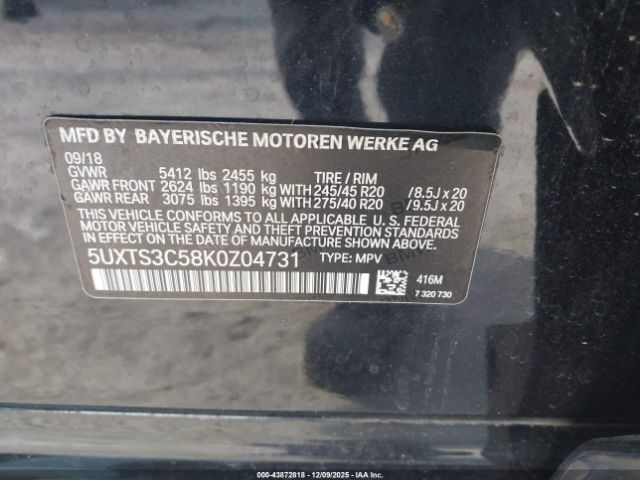 MFD BY BAYERISCHE MOTOREN WERKE AG
09/18
GVWR 5412 lbs 2455 kg TIRE / RIM
GAWR FRONT 2624 lbs 1190 kg WITH 245/45 R20 /8.5J x 20
GAWR REAR 3075 lbs 1395 kg WITH 275/40 R20 /9.5J x 20
THIS VEHICLE CONFORMS TO ALL APPLICABLE U. S. FEDERAL
MOTOR VEHICLE SAFETY, BUMPER, AND THEFT
PREVENTION STANDARDS IN EFFECT ON THE
DATE OF MANUFACTURE SHOWN ABOVE.
5UXTS3C58K0Z04731 TYPE: MPV
416M
7 320 730
000-43872818 | 12/09/2025 | IAA Inc.